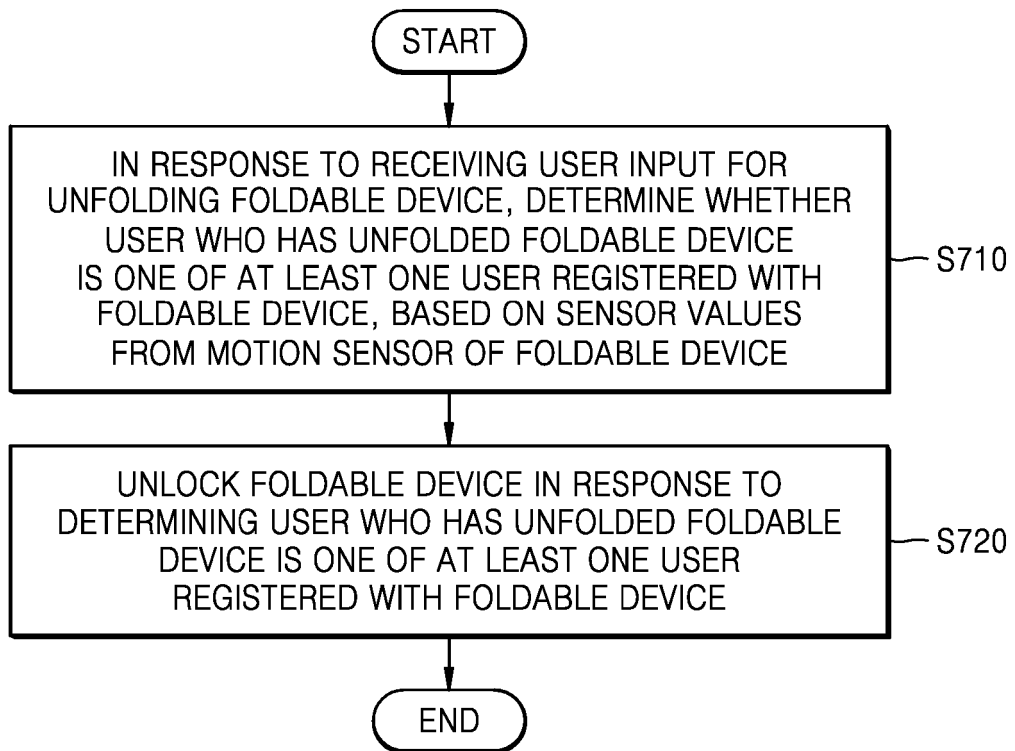 START
IN RESPONSE TO RECEIVING USER INPUT FOR
UNFOLDING FOLDABLE DEVICE, DETERMINE WHETHER
USER WHO HAS UNFOLDED FOLDABLE DEVICE
IS ONE OF AT LEAST ONE USER REGISTERED WITH
FOLDABLE DEVICE, BASED ON SENSOR VALUES
FROM MOTION SENSOR OF FOLDABLE DEVICE
S710
UNLOCK FOLDABLE DEVICE IN RESPONSE TO
DETERMINING USER WHO HAS UNFOLDED FOLDABLE
DEVICE IS ONE OF AT LEAST ONE USER
REGISTERED WITH FOLDABLE DEVICE
S720
END